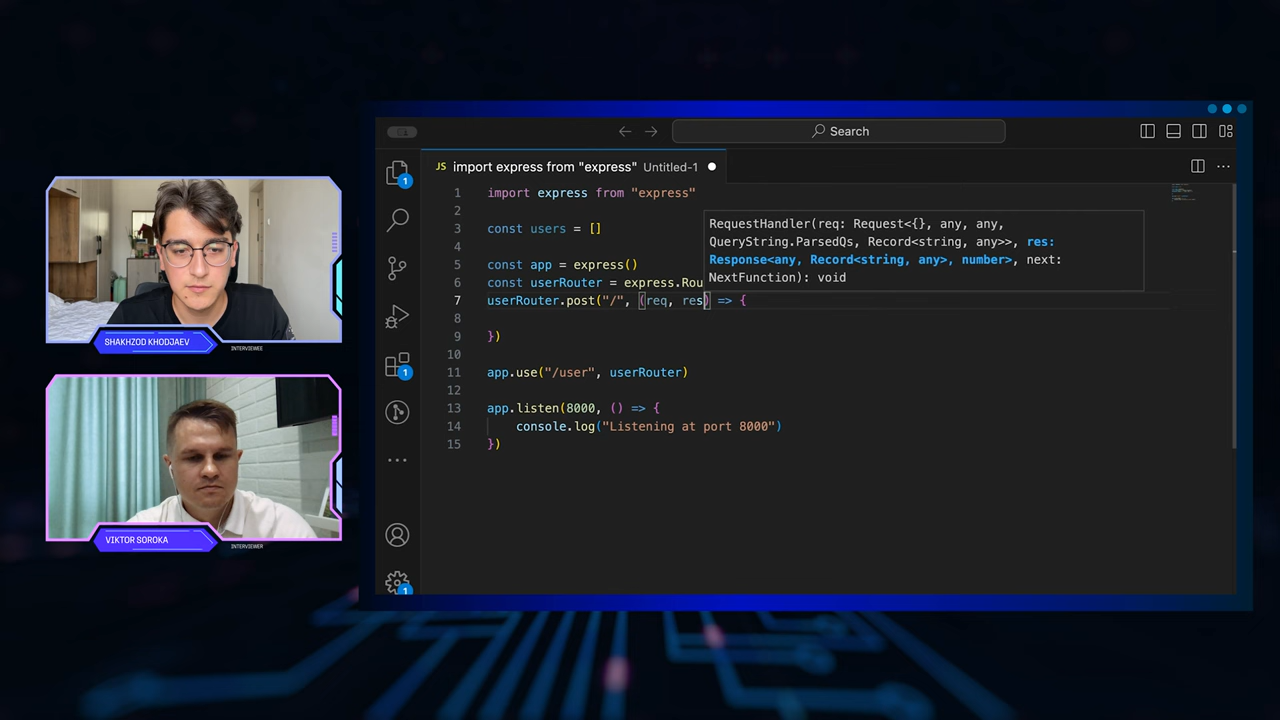 SHAKHZOD KHODJAEV
INTERVIEWEE
VIKTOR SOROKA
INTERVIEWER
Search
JS import express from "express" Untitled-1
1
1
1
1 import express from "express"
2
3 const users = []
4
5 const app = express()
6 const userRouter = express.Rou
7 userRouter.post("/", (req, res) => {
8
9 })
10
11 app.use("/user", userRouter)
12
13 app.listen(8000, () => {
14 console.log("Listening at port 8000")
15 })
RequestHandler(req: Request<{}, any, any,
QueryString.ParsedQs, Record<string, any>>, res:
Response<any, Record<string, any>, number>, next:
NextFunction): void